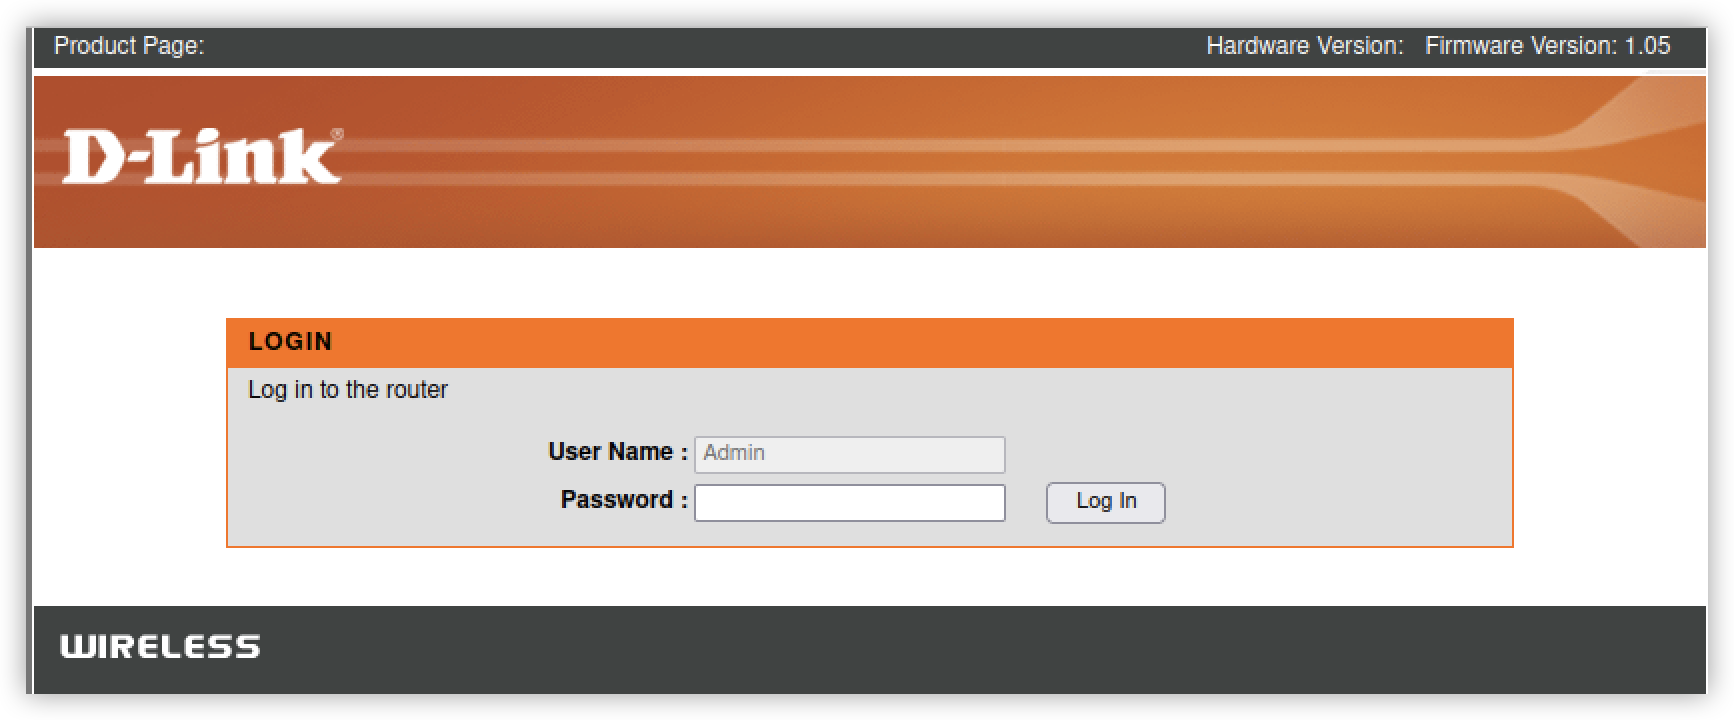 Product Page: Hardware Version: Firmware Version: 1.05
D-Link®
LOGIN
Log in to the router
User Name : Admin
Password : Log In
WIRELESS